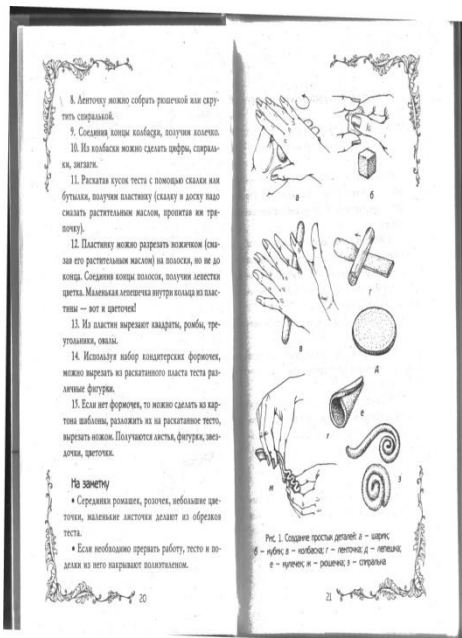 8. Ленточку можно собрать рюшечкой или скру-
тить спиралькой.
9. Соединив концы колбаски, получим колечко.
10. Из колбаски можно сделать цифры, спираль-
ки, зигзаги.
11. Раскатав кусок теста с помощью скалки или
бутылки, получим пластинку (скалку и доску надо
смазать растительным маслом, пропитав им тря-
почку).
12. Пластинку можно разрезать ножичком (сма-
зав его растительным маслом) на полоски, но не до
конца. Соединив концы полосок, получим лепестки
цветка. Маленькая лепешечка внутри кольца из плас-
тины — вот и цветочек!
13. Из пластин вырезают квадраты, ромбы, тре-
угольники, овалы.
14. Используя набор кондитерских формочек,
можно вырезать из раскатанного пласта теста раз-
личные фигурки.
15. Если нет формочек, то можно сделать из кар-
тона шаблоны, разложить их на раскатанное тесто,
вырезать ножом. Получаются листья, фигурки, звез-
дочки, цветочки.
На заметку
• Серединки ромашек, розочек, небольшие цве-
точки, маленькие листочки делают из обрезков
теста.
• Если необходимо прервать работу, тесто и по-
делки из него накрывают полиэтиленом.
20
а
б
в
г
д
г
е
ж
з
Рис. 1. Создание простых деталей: а — шарик;
б — кубик; в — колбаска; г — ленточка; д — лепешка;
е — кулечек; ж — рюшечка; з — спиралька
21